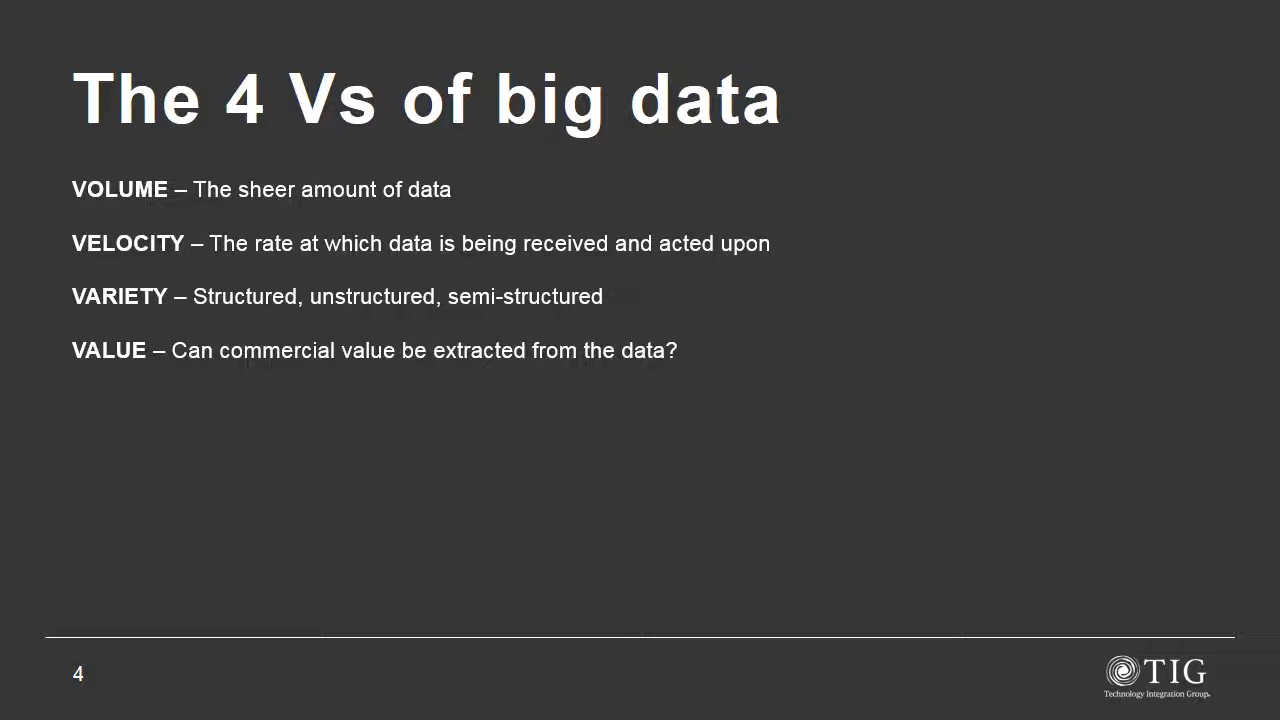 The 4 Vs of big data
VOLUME – The sheer amount of data
VELOCITY – The rate at which data is being received and acted upon
VARIETY – Structured, unstructured, semi-structured
VALUE – Can commercial value be extracted from the data?
4
TIG
Technology Integration Group.